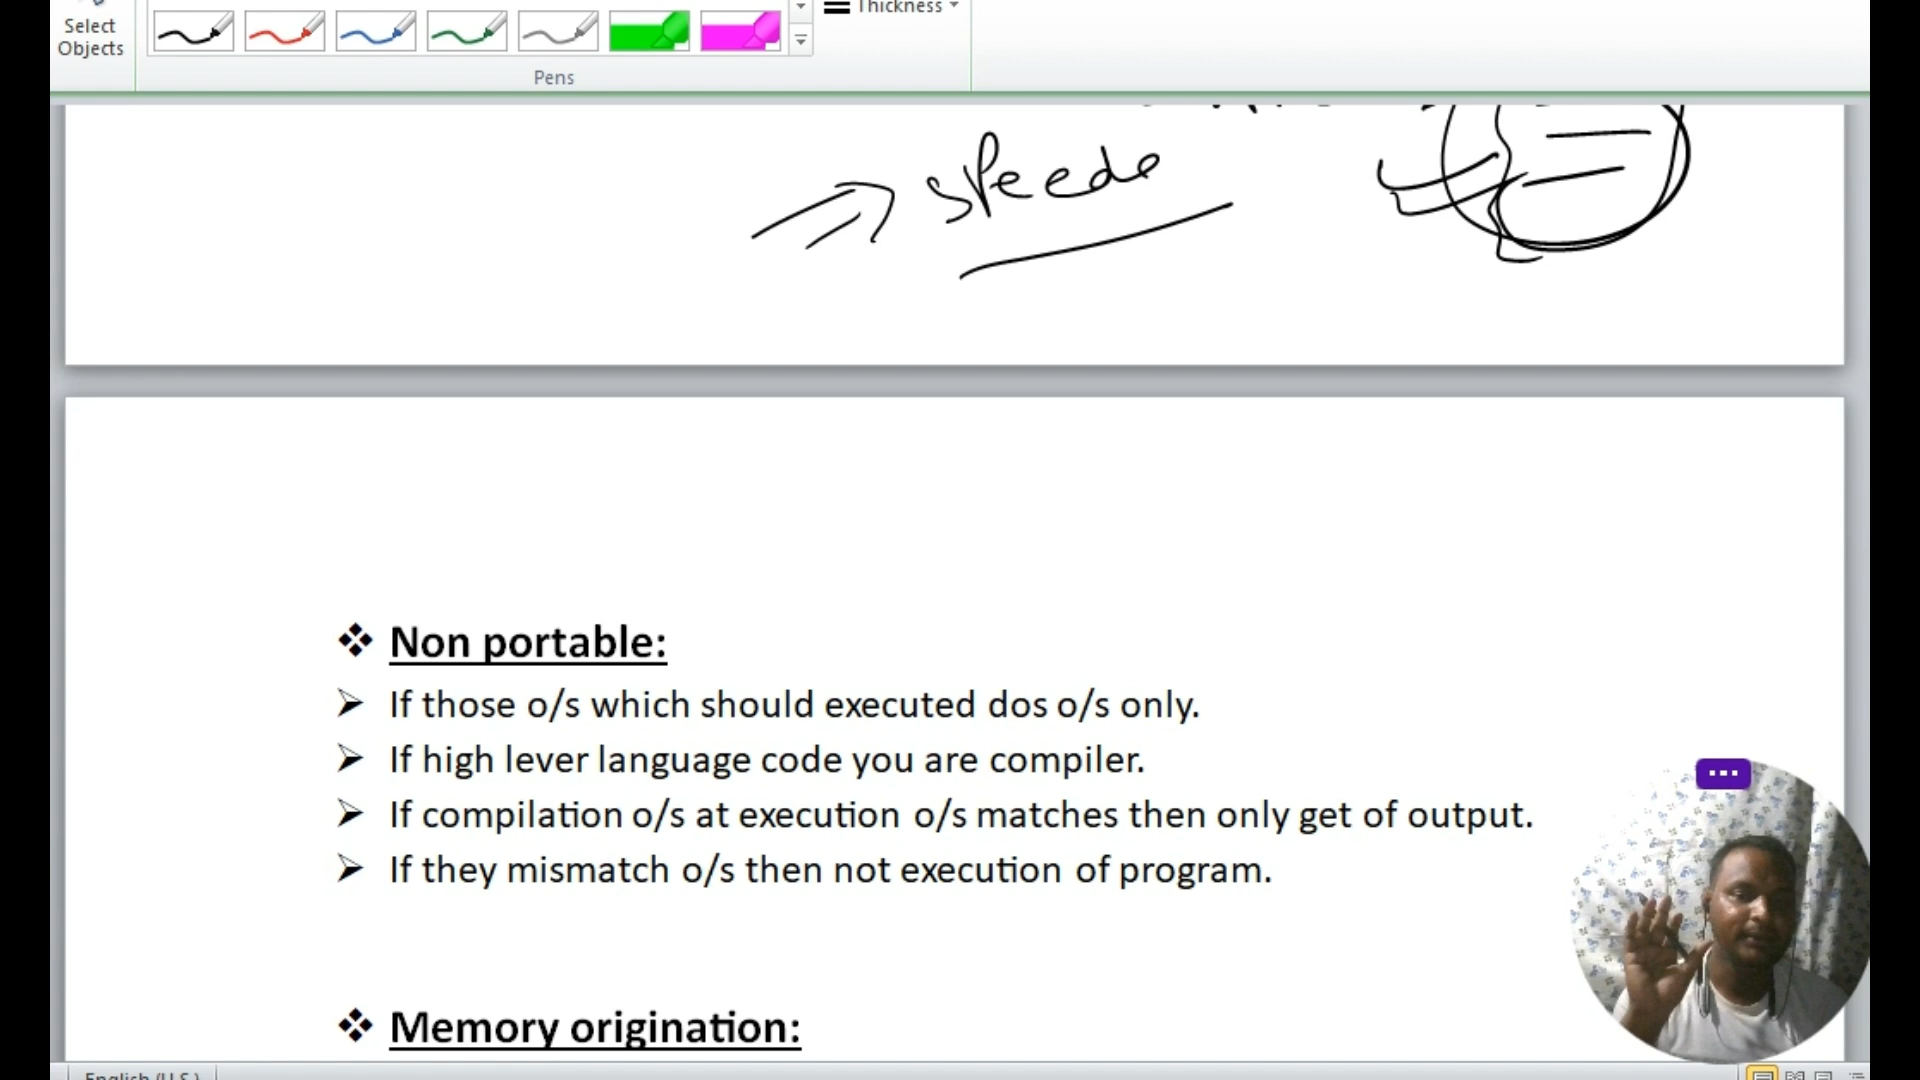 Select
Objects
Thickness
Pens
speede
❖ Non portable:
➢ If those o/s which should executed dos o/s only.
➢ If high lever language code you are compiler.
➢ If compilation o/s at execution o/s matches then only get of output.
➢ If they mismatch o/s then not execution of program.
❖ Memory origination:
English (U.S.)